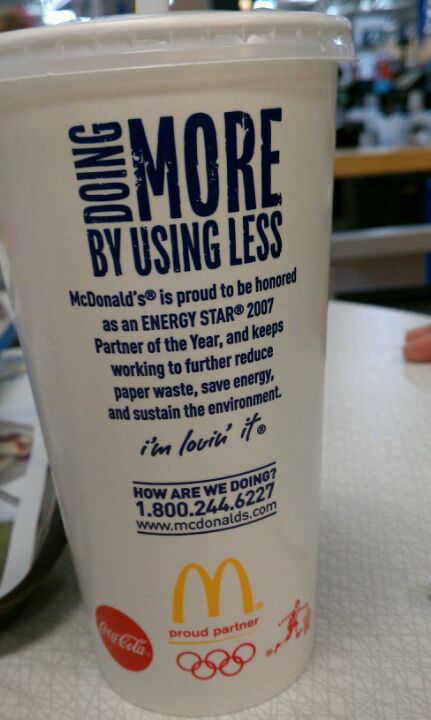 DOING
MORE
BY USING LESS
McDonald's® is proud to be honored
as an ENERGY STAR® 2007
Partner of the Year, and keeps
working to further reduce
paper waste, save energy,
and sustain the environment.
i'm lovin' it®
HOW ARE WE DOING?
1.800.244.6227
www.mcdonalds.com
M®
proud partner
Coca-Cola